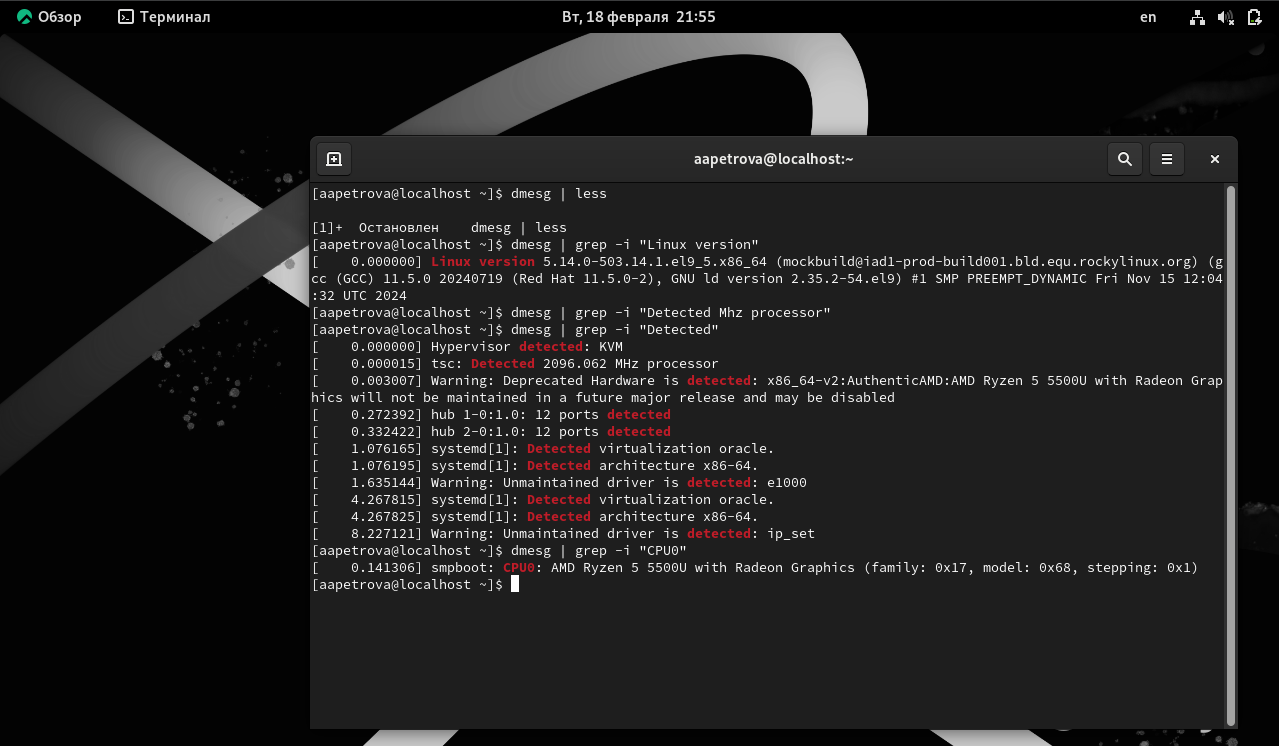 Обзор Терминал Вт, 18 февраля 21:55 en
aapetrova@localhost:~
[aapetrova@localhost ~]$ dmesg | less
[1]+  Остановлен    dmesg | less
[aapetrova@localhost ~]$ dmesg | grep -i "Linux version"
[    0.000000] Linux version 5.14.0-503.14.1.el9_5.x86_64 (mockbuild@iad1-prod-build001.bld.equ.rockylinux.org) (g
cc (GCC) 11.5.0 20240719 (Red Hat 11.5.0-2), GNU ld version 2.35.2-54.el9) #1 SMP PREEMPT_DYNAMIC Fri Nov 15 12:04
:32 UTC 2024
[aapetrova@localhost ~]$ dmesg | grep -i "Detected Mhz processor"
[aapetrova@localhost ~]$ dmesg | grep -i "Detected"
[    0.000000] Hypervisor detected: KVM
[    0.000015] tsc: Detected 2096.062 MHz processor
[    0.003007] Warning: Deprecated Hardware is detected: x86_64-v2:AuthenticAMD:AMD Ryzen 5 5500U with Radeon Grap
hics will not be maintained in a future major release and may be disabled
[    0.272392] hub 1-0:1.0: 12 ports detected
[    0.332422] hub 2-0:1.0: 12 ports detected
[    1.076165] systemd[1]: Detected virtualization oracle.
[    1.076195] systemd[1]: Detected architecture x86-64.
[    1.635144] Warning: Unmaintained driver is detected: e1000
[    4.267815] systemd[1]: Detected virtualization oracle.
[    4.267825] systemd[1]: Detected architecture x86-64.
[    8.227121] Warning: Unmaintained driver is detected: ip_set
[aapetrova@localhost ~]$ dmesg | grep -i "CPU0"
[    0.141306] smpboot: CPU0: AMD Ryzen 5 5500U with Radeon Graphics (family: 0x17, model: 0x68, stepping: 0x1)
[aapetrova@localhost ~]$